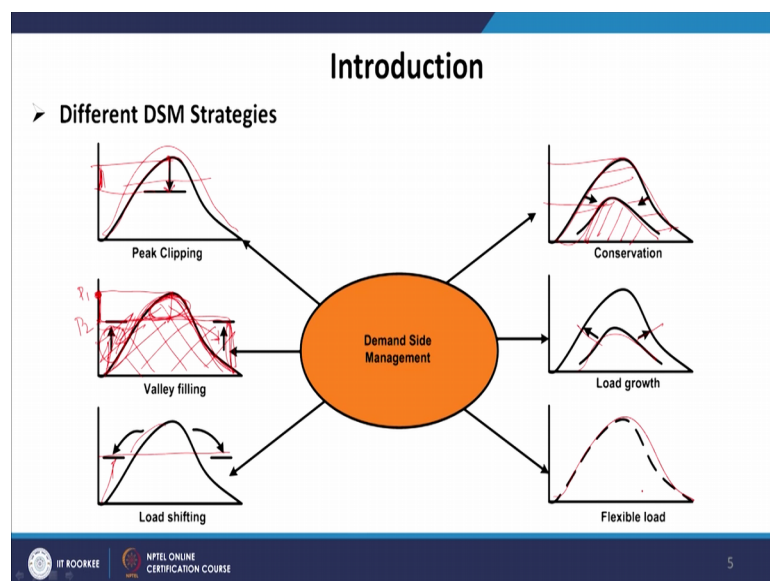 Introduction
➢ Different DSM Strategies
Peak Clipping
Conservation
P1
P2
Valley filling
Demand Side
Management
Load growth
Load shifting
Flexible load
IIT ROORKEE
NPTEL ONLINE
CERTIFICATION COURSE
5